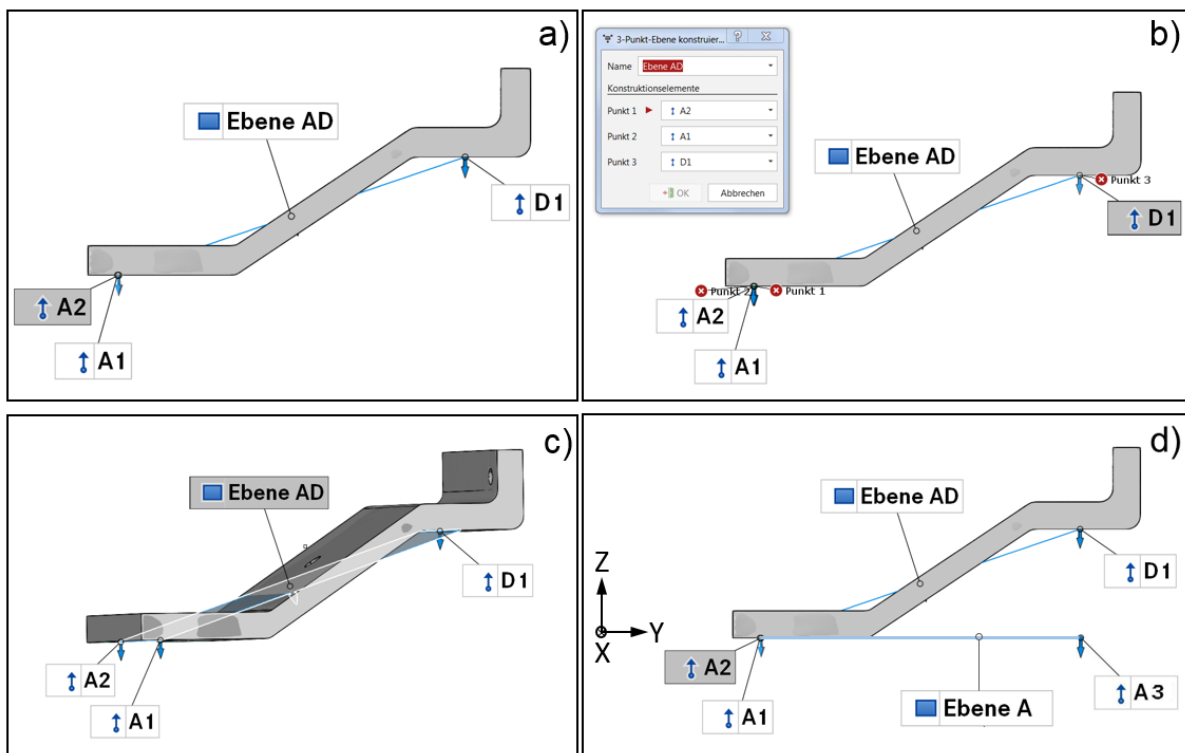 a)
Ebene AD
D1
A2
A1
b)
3-Punkt-Ebene konstruier...
Name Ebene AD
Konstruktionselemente
Punkt 1 A2
Punkt 2 A1
Punkt 3 D1
OK Abbrechen
Ebene AD
Punkt 3
D1
Punkt 2 Punkt 1
A2
A1
c)
Ebene AD
D1
A2
A1
d)
Ebene AD
D1
Z
Y
X
A2
A1
Ebene A
A3